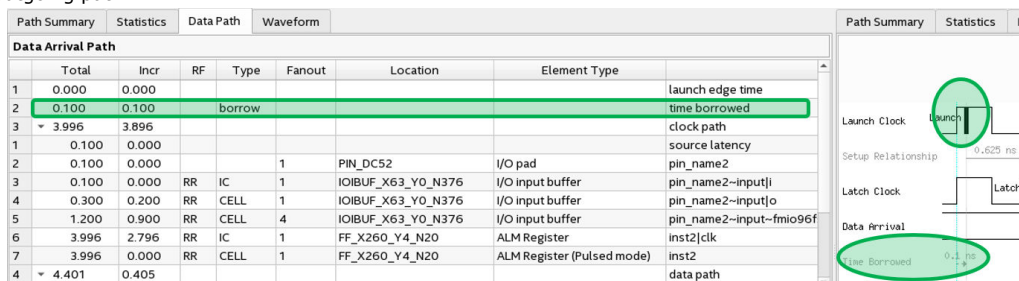 Path Summary Statistics Data Path Waveform
Data Arrival Path
Total Incr RF Type Fanout Location Element Type
1 0.000 0.000 launch edge time
2 0.100 0.100 borrow time borrowed
3 3.996 3.896 clock path
1 0.100 0.000 source latency
2 0.100 0.000 1 PIN_DC52 I/O pad pin_name2
3 0.100 0.000 RR IC 1 IOIBUF_X63_Y0_N376 I/O input buffer pin_name2~input|i
4 0.300 0.200 RR CELL 1 IOIBUF_X63_Y0_N376 I/O input buffer pin_name2~input|o
5 1.200 0.900 RR CELL 4 IOIBUF_X63_Y0_N376 I/O input buffer pin_name2~input~fmio96f
6 3.996 2.796 RR IC 1 FF_X260_Y4_N20 ALM Register inst2|clk
7 3.996 0.000 RR CELL 1 FF_X260_Y4_N20 ALM Register (Pulsed mode) inst2
4 4.401 0.405 data path
Path Summary Statistics
Launch Clock Launch
Setup Relationship 0.625 ns
Latch Clock Latch
Data Arrival
Time Borrowed 0.1 ns